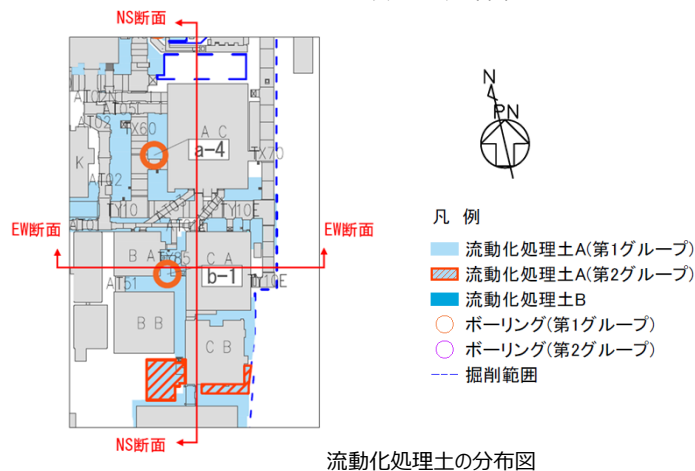 NS断面
AT02N
AT05
AT02
TX60
A C
a-4
TX70
K
AT02
TY10
TY10E
AT01
EW断面
EW断面
B A
C A
b-1
TY10E
AT51
B B
C B
NS断面
N
PN
凡 例
流動化処理土A(第1グループ)
流動化処理土A(第2グループ)
流動化処理土B
ボーリング(第1グループ)
ボーリング(第2グループ)
掘削範囲
流動化処理土の分布図